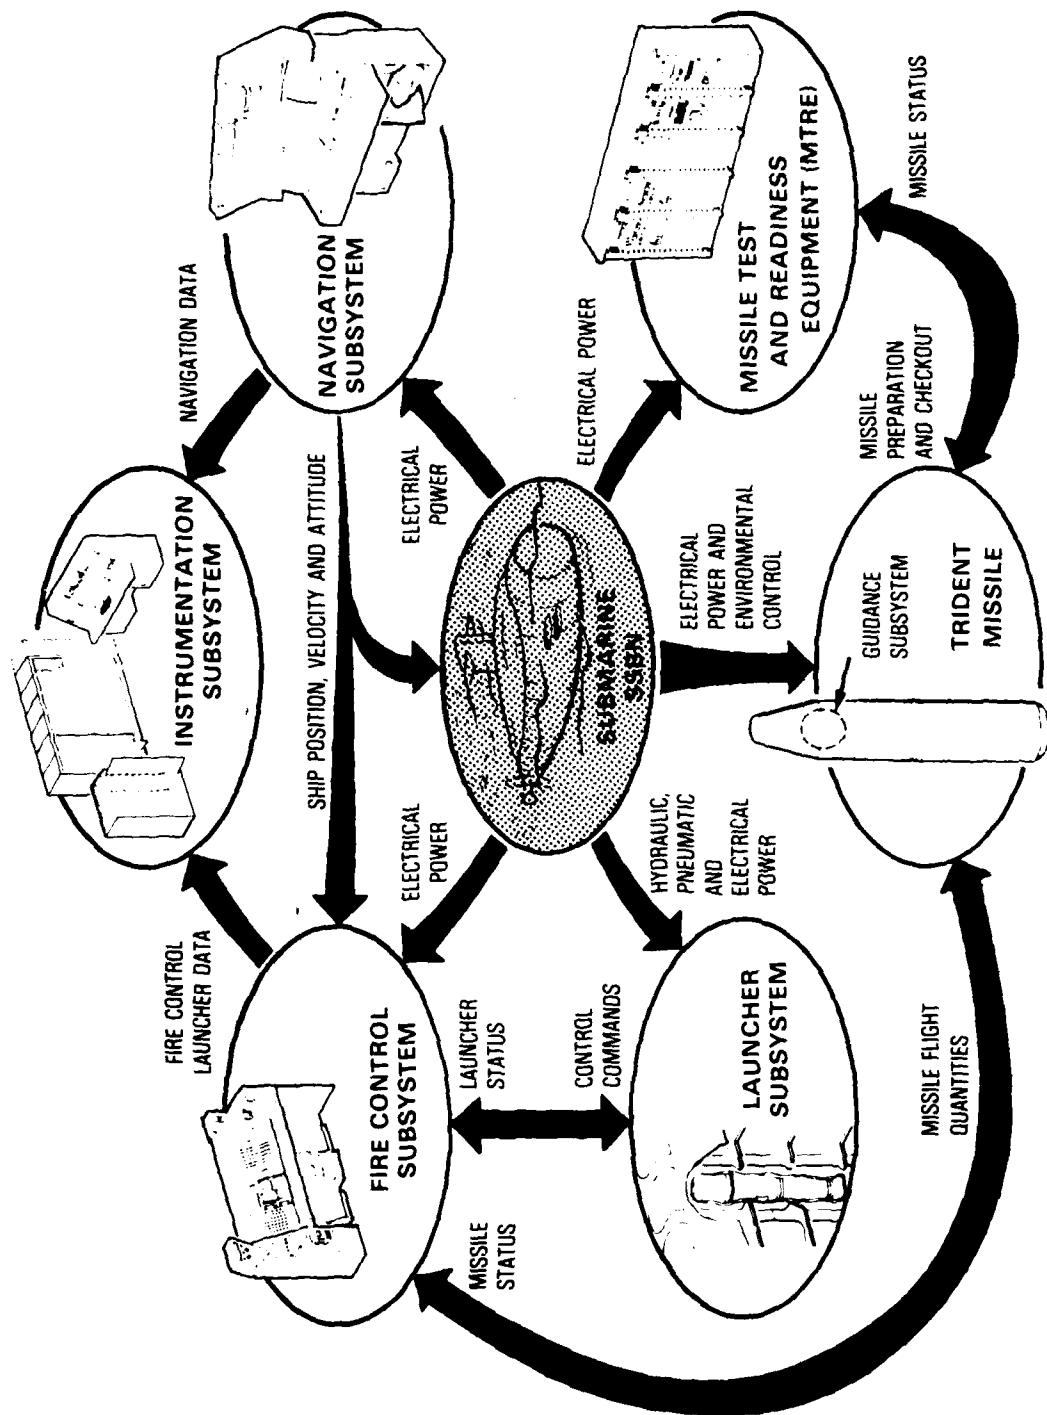 FIRE CONTROL
LAUNCHER DATA
INSTRUMENTATION
SUBSYSTEM
NAVIGATION DATA
FIRE CONTROL
SUBSYSTEM
SHIP POSITION, VELOCITY AND ATTITUDE
NAVIGATION
SUBSYSTEM
MISSILE
STATUS
LAUNCHER
STATUS
ELECTRICAL
POWER
ELECTRICAL
POWER
CONTROL
COMMANDS
SUBMARINE
SSBN
ELECTRICAL POWER
LAUNCHER
SUBSYSTEM
HYDRAULIC,
PNEUMATIC
AND
ELECTRICAL
POWER
ELECTRICAL
POWER AND
ENVIRONMENTAL
CONTROL
MISSILE TEST
AND READINESS
EQUIPMENT (MTRE)
MISSILE FLIGHT
QUANTITIES
GUIDANCE
SUBSYSTEM
TRIDENT
MISSILE
MISSILE
PREPARATION
AND CHECKOUT
MISSILE STATUS